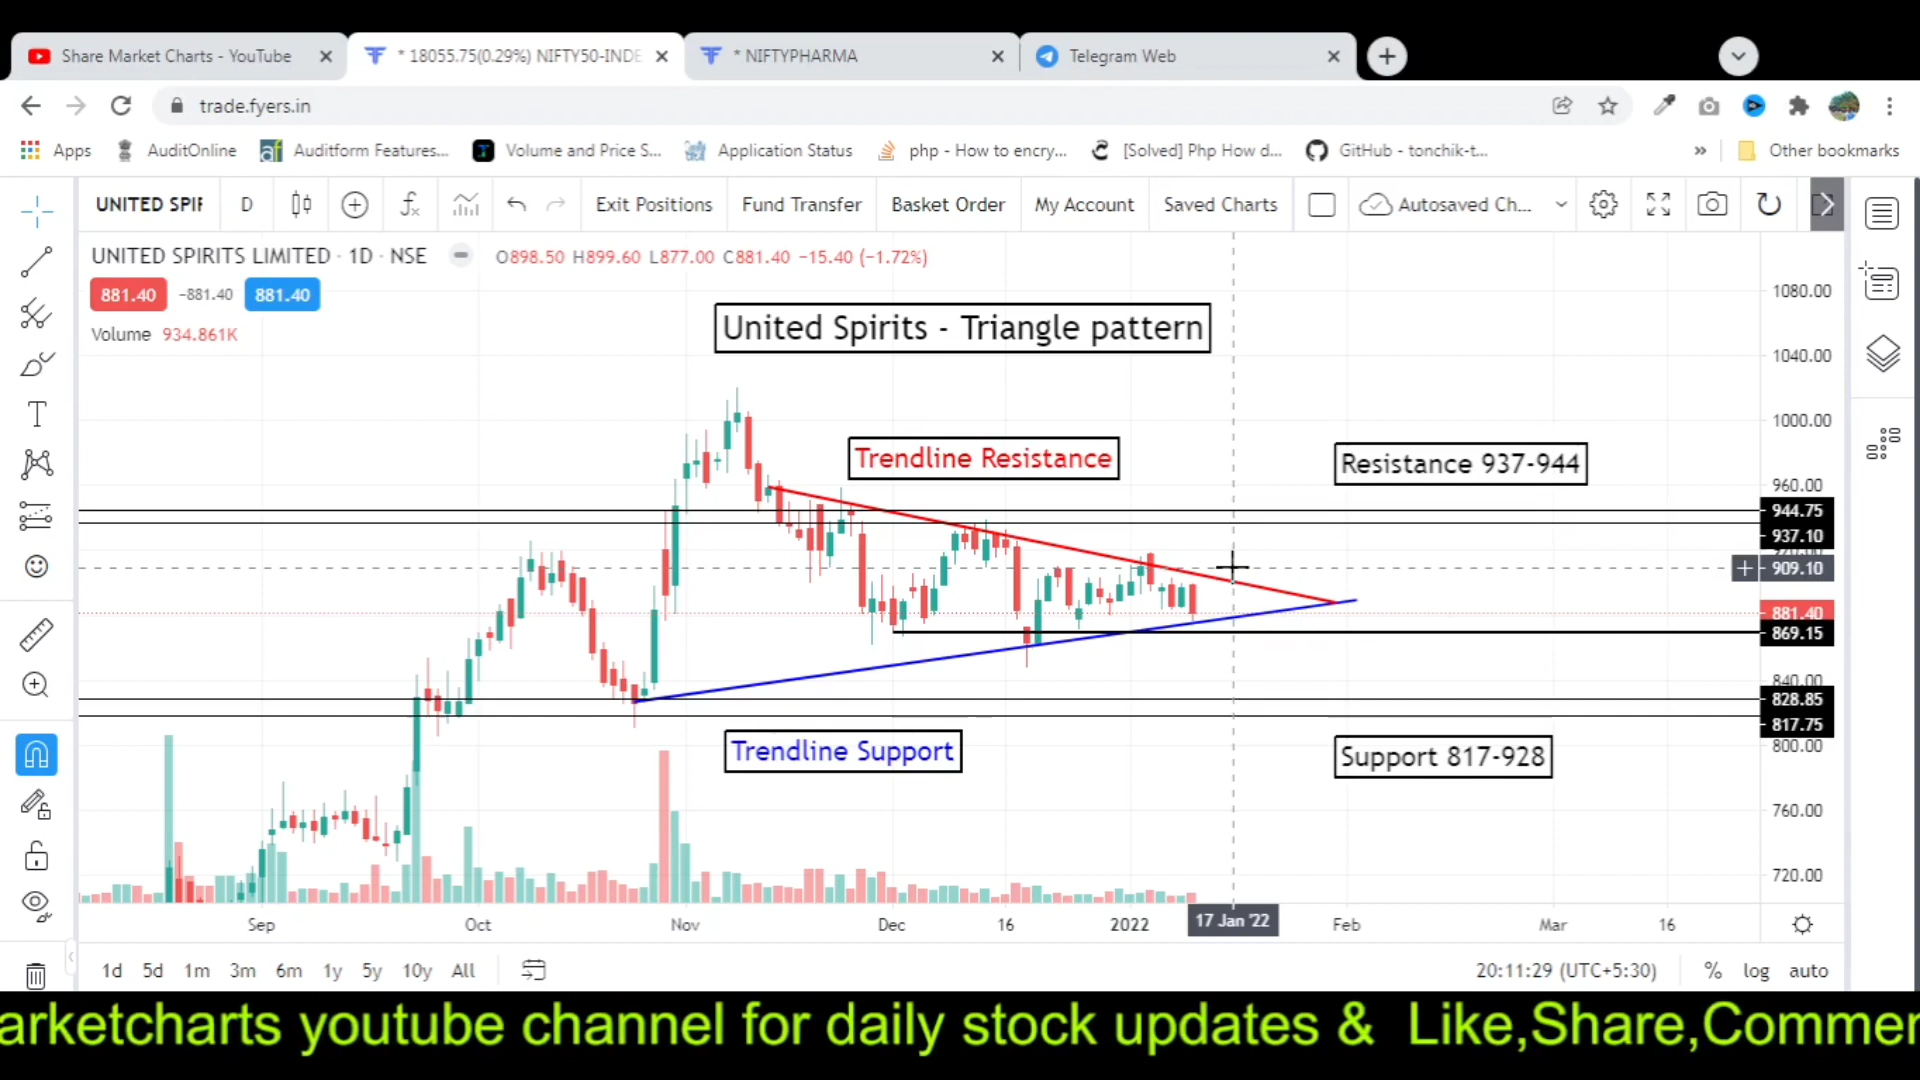 Share Market Charts - YouTube
* 18055.75(0.29%) NIFTY50-INDE
* NIFTYPHARMA
Telegram Web
trade.fyers.in
Apps
AuditOnline
Auditform Features...
Volume and Price S...
Application Status
php - How to encry...
[Solved] Php How d...
GitHub - tonchik-t...
»
Other bookmarks
UNITED SPIF
D
Exit Positions
Fund Transfer
Basket Order
My Account
Saved Charts
Autosaved Ch...
UNITED SPIRITS LIMITED · 1D · NSE
O898.50 H899.60 L877.00 C881.40 −15.40 (−1.72%)
881.40
−881.40
881.40
Volume 934.861K
United Spirits - Triangle pattern
Trendline Resistance
Resistance 937-944
Trendline Support
Support 817-928
1080.00
1040.00
1000.00
960.00
944.75
937.10
909.10
881.40
869.15
840.00
828.85
817.75
800.00
760.00
720.00
Sep
Oct
Nov
Dec
16
2022
17 Jan '22
Feb
Mar
16
1d
5d
1m
3m
6m
1y
5y
10y
All
20:11:29 (UTC+5:30)
%
log
auto
arketcharts youtube channel for daily stock updates & Like,Share,Commer